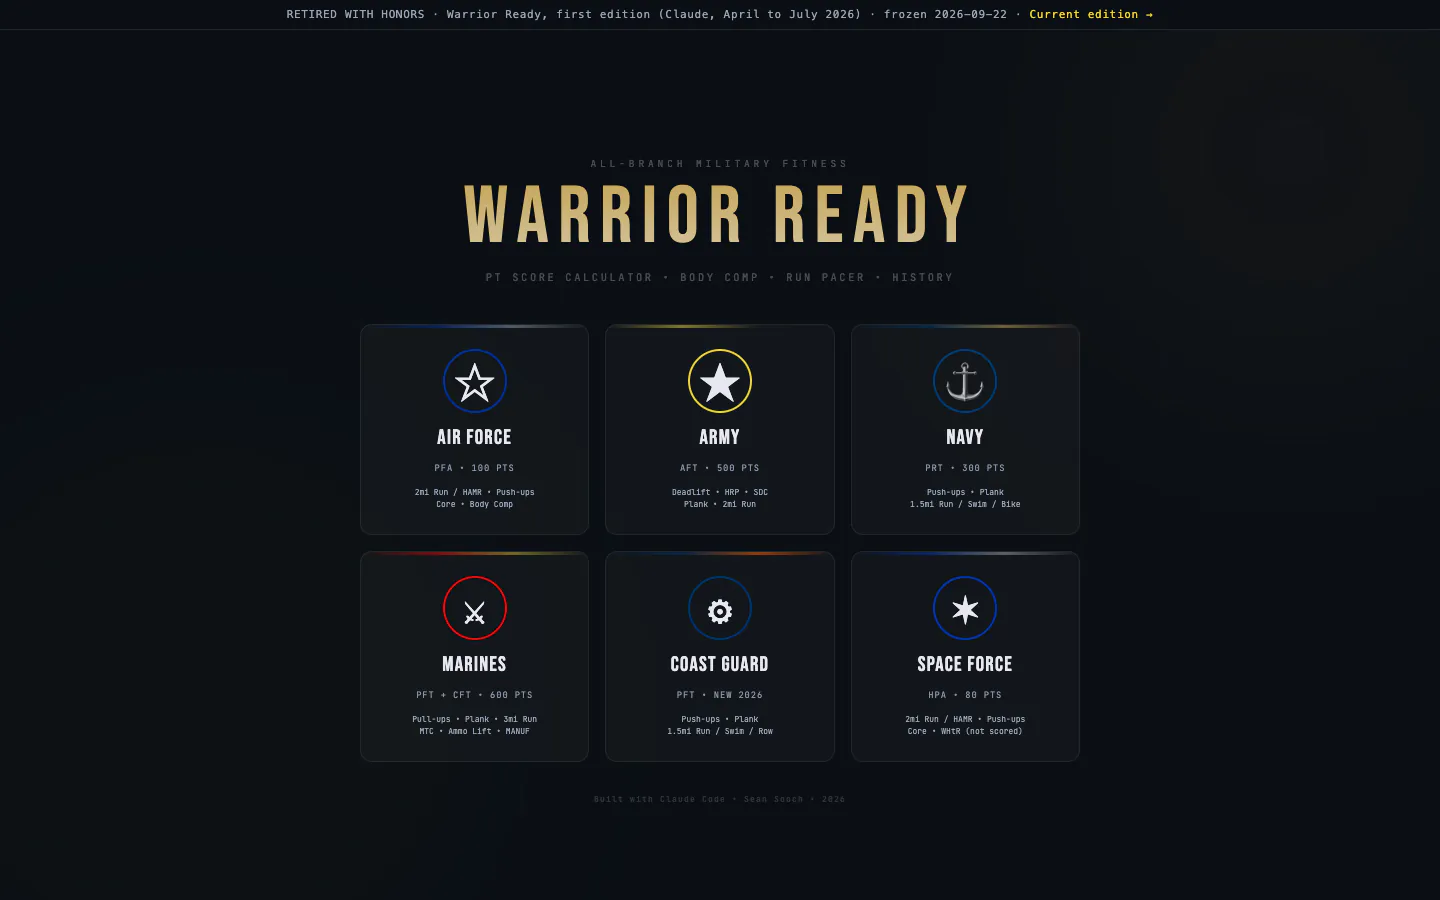 RETIRED WITH HONORS · Warrior Ready, first edition (Claude, April to July 2026) · frozen 2026-09-22 · Current edition →
ALL-BRANCH MILITARY FITNESS
WARRIOR READY
PT SCORE CALCULATOR • BODY COMP • RUN PACER • HISTORY
AIR FORCE
PFA • 100 PTS
2mi Run / HAMR • Push-ups
Core • Body Comp
ARMY
AFT • 500 PTS
Deadlift • HRP • SDC
Plank • 2mi Run
NAVY
PRT • 300 PTS
Push-ups • Plank
1.5mi Run / Swim / Bike
MARINES
PFT + CFT • 600 PTS
Pull-ups • Plank • 3mi Run
MTC • Ammo Lift • MANUF
COAST GUARD
PFT • NEW 2026
Push-ups • Plank
1.5mi Run / Swim / Row
SPACE FORCE
HPA • 80 PTS
2mi Run / HAMR • Push-ups
Core • WHtR (not scored)
Built with Claude Code • Sean • 2026